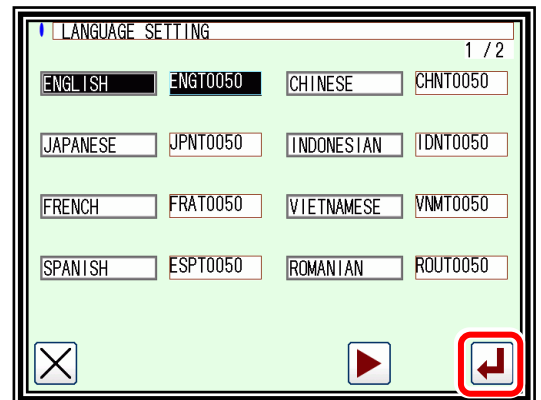 LANGUAGE SETTING
1 /2
ENGLISH ENGT0050 CHINESE CHNT0050
JAPANESE JPNT0050 INDONESIAN IDNT0050
FRENCH FRAT0050 VIETNAMESE VNMT0050
SPANISH ESPT0050 ROMANIAN ROUT0050